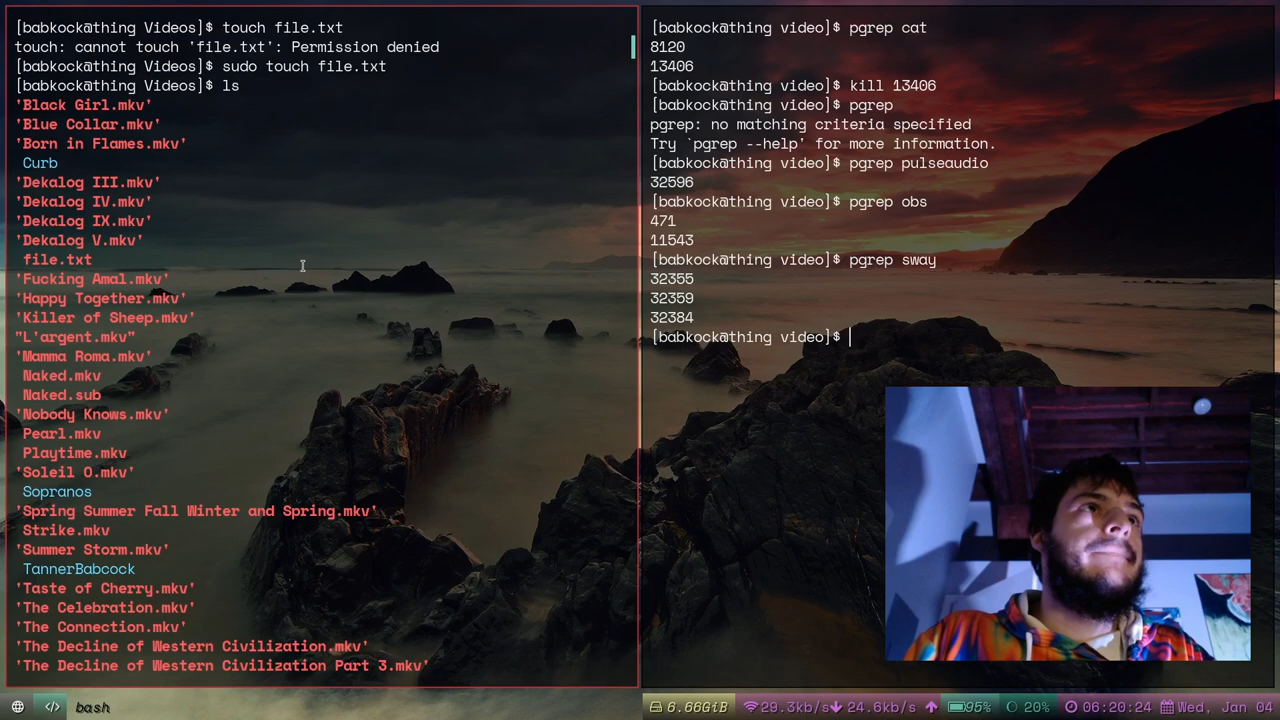 [babkock@thing Videos]$ touch file.txt
touch: cannot touch 'file.txt': Permission denied
[babkock@thing Videos]$ sudo touch file.txt
[babkock@thing Videos]$ ls
'Black Girl.mkv'
'Blue Collar.mkv'
'Born in Flames.mkv'
Curb
'Dekalog III.mkv'
'Dekalog IV.mkv'
'Dekalog IX.mkv'
'Dekalog V.mkv'
file.txt
'Fucking Amal.mkv'
'Happy Together.mkv'
'Killer of Sheep.mkv'
"L'argent.mkv"
'Mamma Roma.mkv'
Naked.mkv
Naked.sub
'Nobody Knows.mkv'
Pearl.mkv
Playtime.mkv
'Soleil O.mkv'
Sopranos
'Spring Summer Fall Winter and Spring.mkv'
Strike.mkv
'Summer Storm.mkv'
TannerBabcock
'Taste of Cherry.mkv'
'The Celebration.mkv'
'The Connection.mkv'
'The Decline of Western Civilization.mkv'
'The Decline of Western Civilization Part 3.mkv'
[babkock@thing video]$ pgrep cat
8120
13406
[babkock@thing video]$ kill 13406
[babkock@thing video]$ pgrep
pgrep: no matching criteria specified
Try `pgrep --help' for more information.
[babkock@thing video]$ pgrep pulseaudio
32596
[babkock@thing video]$ pgrep obs
471
11543
[babkock@thing video]$ pgrep sway
32355
32359
32384
[babkock@thing video]$
bash
6.66GiB 29.3kb/s 24.6kb/s 95% 20% 06:20:24 Wed, Jan 04